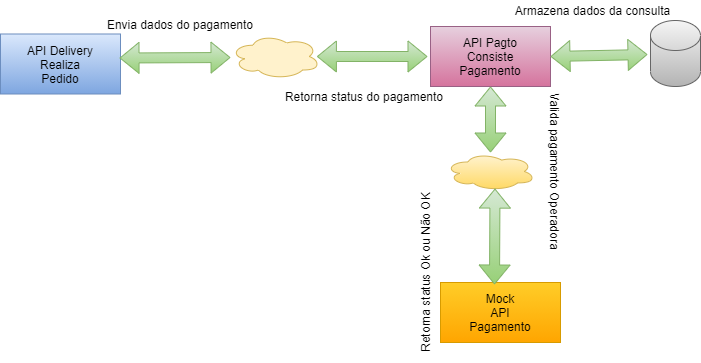 Armazena dados da consulta
Envia dados do pagamento
API Delivery
Realiza
Pedido
API Pagto
Consiste
Pagamento
Retorna status do pagamento
Valida pagamento Operadora
Retorna status Ok ou Não OK
Mock
API
Pagamento